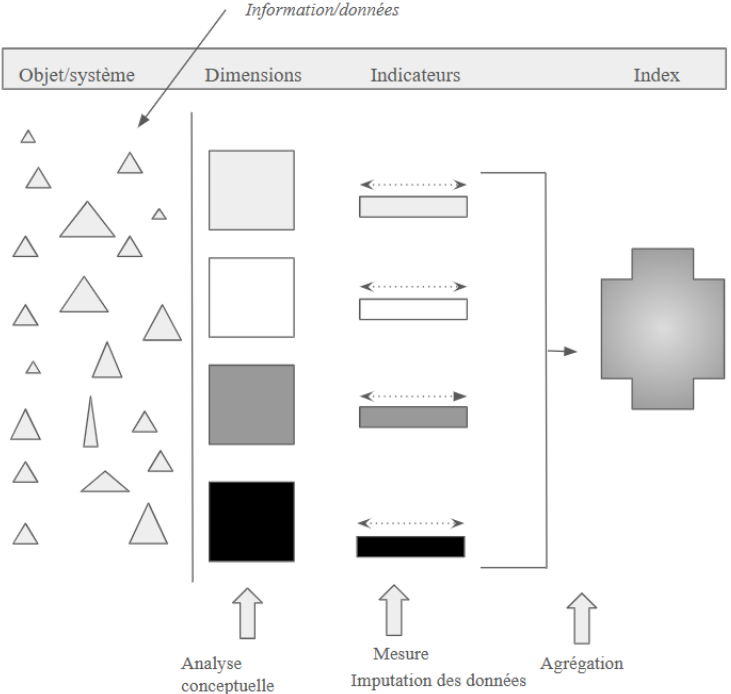 Information/données
Objet/système Dimensions Indicateurs Index
Analyse
conceptuelle
Mesure
Imputation des données
Agrégation